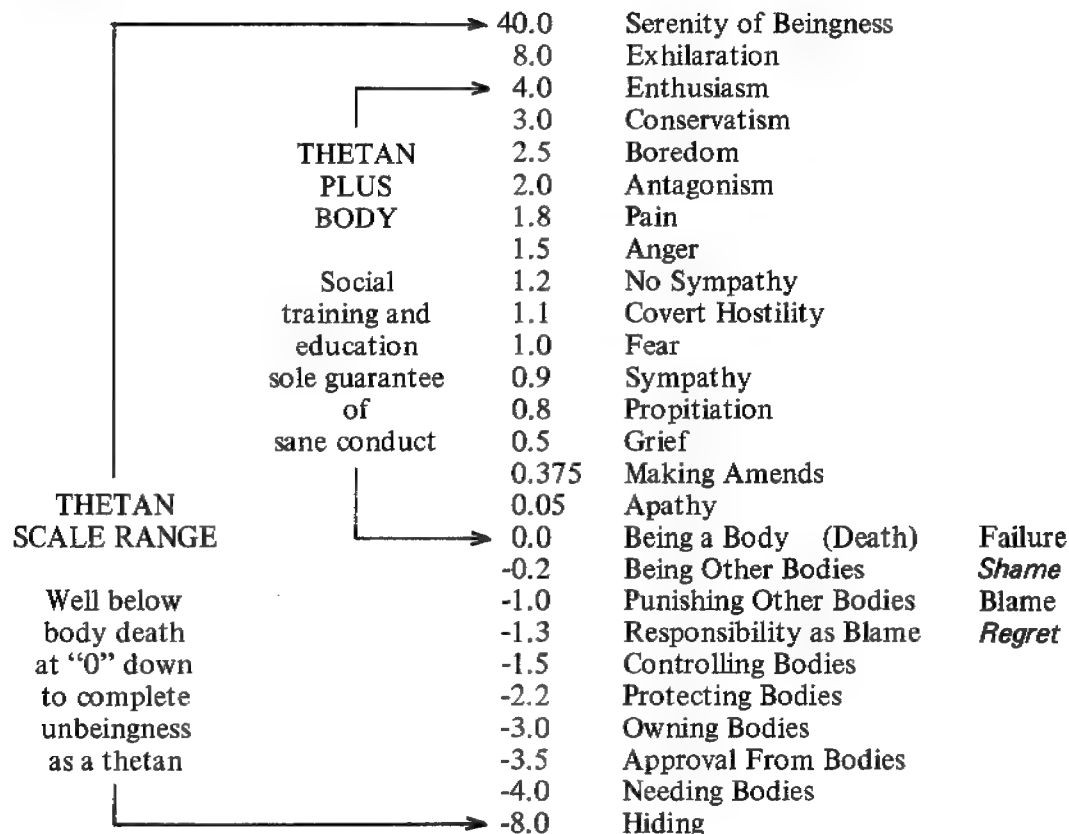 40.0 Serenity of Beingness
8.0 Exhilaration
4.0 Enthusiasm
3.0 Conservatism
2.5 Boredom
2.0 Antagonism
1.8 Pain
1.5 Anger
1.2 No Sympathy
1.1 Covert Hostility
1.0 Fear
0.9 Sympathy
0.8 Propitiation
0.5 Grief
0.375 Making Amends
0.05 Apathy
0.0 Being a Body (Death) Failure
-0.2 Being Other Bodies Shame
-1.0 Punishing Other Bodies Blame
-1.3 Responsibility as Blame Regret
-1.5 Controlling Bodies
-2.2 Protecting Bodies
-3.0 Owning Bodies
-3.5 Approval From Bodies
-4.0 Needing Bodies
-8.0 Hiding
THETAN
PLUS
BODY
Social
training and
education
sole guarantee
of
sane conduct
THETAN
SCALE RANGE
Well below
body death
at “0” down
to complete
unbeingness
as a thetan